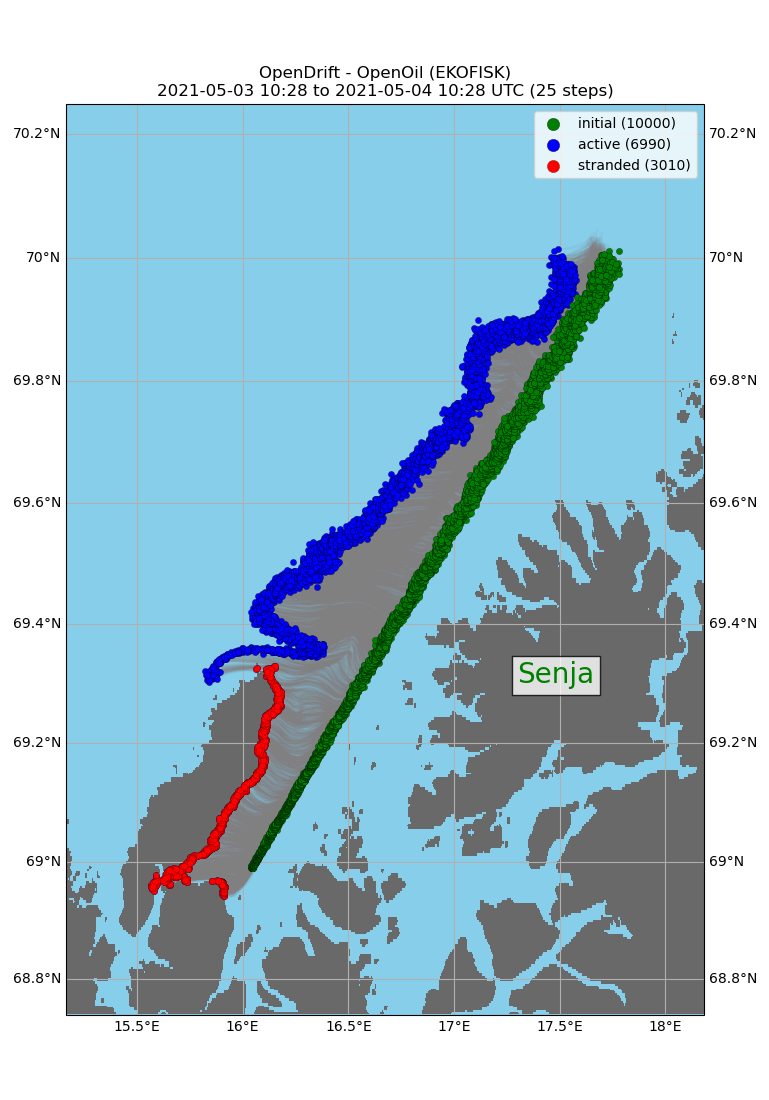 OpenDrift - OpenOil (EKOFISK)
2021-05-03 10:28 to 2021-05-04 10:28 UTC (25 steps)
initial (10000)
active (6990)
stranded (3010)
70.2°N 70.2°N
70°N 70°N
69.8°N 69.8°N
69.6°N 69.6°N
69.4°N 69.4°N
Senja
69.2°N 69.2°N
69°N 69°N
68.8°N 68.8°N
15.5°E 16°E 16.5°E 17°E 17.5°E 18°E